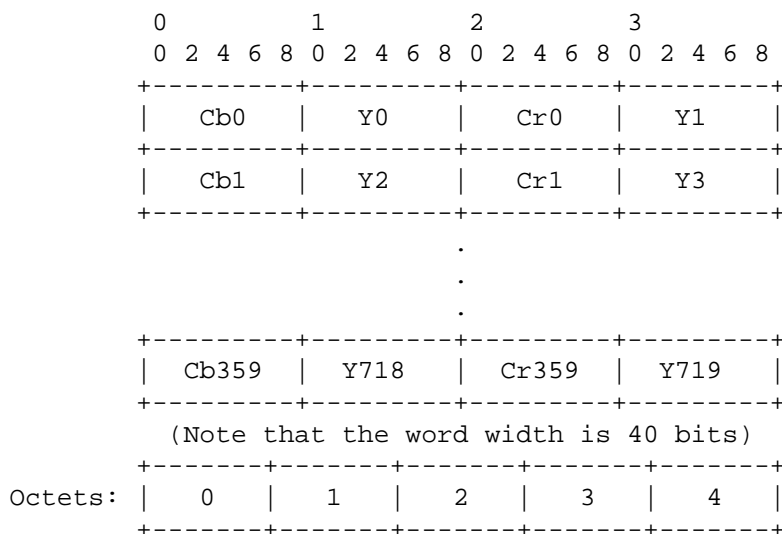 0 1 2 3
0 2 4 6 8 0 2 4 6 8 0 2 4 6 8 0 2 4 6 8
+---------+---------+---------+---------+
| Cb0 | Y0 | Cr0 | Y1 |
+---------+---------+---------+---------+
| Cb1 | Y2 | Cr1 | Y3 |
+---------+---------+---------+---------+
.
.
.
+---------+---------+---------+---------+
| Cb359 | Y718 | Cr359 | Y719 |
+---------+---------+---------+---------+
(Note that the word width is 40 bits)
+-------+-------+-------+-------+-------+
Octets: | 0 | 1 | 2 | 3 | 4 |
+-------+-------+-------+-------+-------+